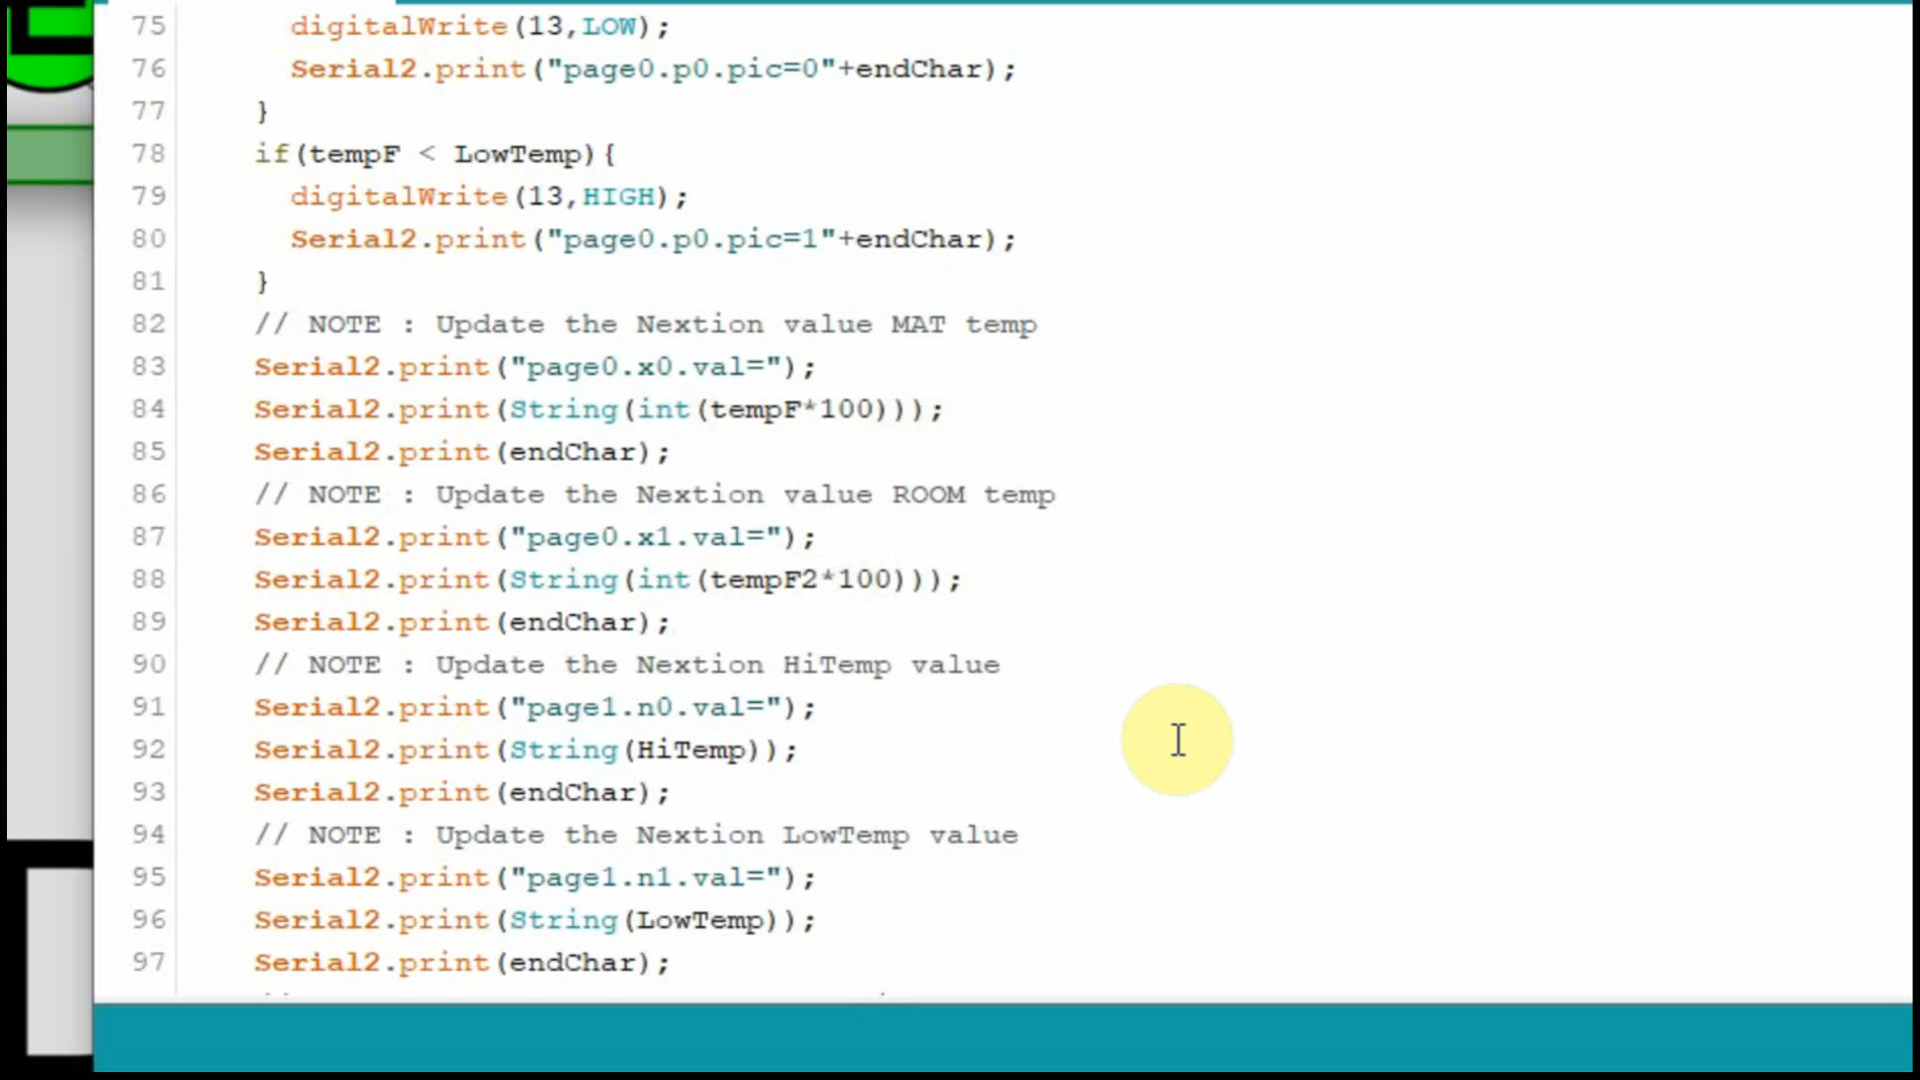 75 digitalWrite(13,LOW);
76 Serial2.print("page0.p0.pic=0"+endChar);
77 }
78 if(tempF < LowTemp){
79 digitalWrite(13,HIGH);
80 Serial2.print("page0.p0.pic=1"+endChar);
81 }
82 // NOTE : Update the Nextion value MAT temp
83 Serial2.print("page0.x0.val=");
84 Serial2.print(String(int(tempF*100)));
85 Serial2.print(endChar);
86 // NOTE : Update the Nextion value ROOM temp
87 Serial2.print("page0.x1.val=");
88 Serial2.print(String(int(tempF2*100)));
89 Serial2.print(endChar);
90 // NOTE : Update the Nextion HiTemp value
91 Serial2.print("page1.n0.val=");
92 Serial2.print(String(HiTemp));
93 Serial2.print(endChar);
94 // NOTE : Update the Nextion LowTemp value
95 Serial2.print("page1.n1.val=");
96 Serial2.print(String(LowTemp));
97 Serial2.print(endChar);